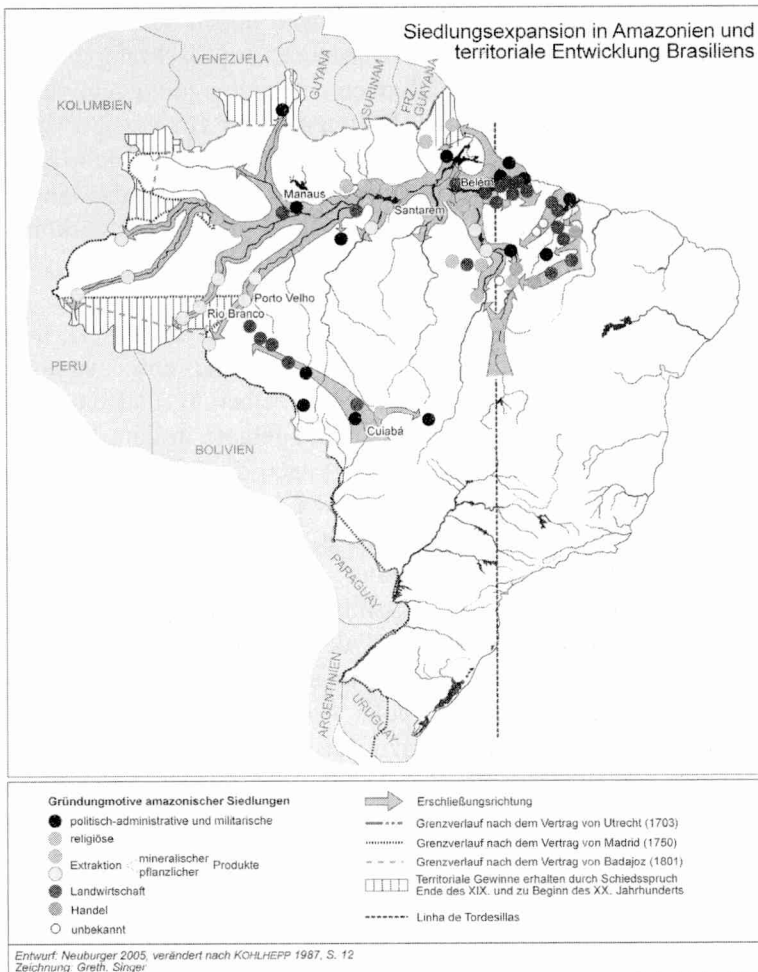 Siedlungsexpansion in Amazonien und
territoriale Entwicklung Brasiliens
VENEZUELA
GUYANA
SURINAM
FRZ.
GUAYANA
KOLUMBIEN
Belém
Manaus
Santarém
Porto Velho
Rio Branco
PERU
Cuiabá
BOLIVIEN
PARAGUAY
ARGENTINIEN
URUGUAY
Gründungmotive amazonischer Siedlungen
politisch-administrative und militarische
religiöse
Extraktion mineralischer Produkte
pflanzlicher
Landwirtschaft
Handel
unbekannt
Erschließungsrichtung
Grenzverlauf nach dem Vertrag von Utrecht (1703)
Grenzverlauf nach dem Vertrag von Madrid (1750)
Grenzverlauf nach dem Vertrag von Badajoz (1801)
Territoriale Gewinne erhalten durch Schiedsspruch
Ende des XIX. und zu Beginn des XX. Jahrhunderts
Linha de Tordesillas
Entwurf: Neuburger 2005, verändert nach KOHLHEPP 1987, S. 12
Zeichnung: Greth, Singer